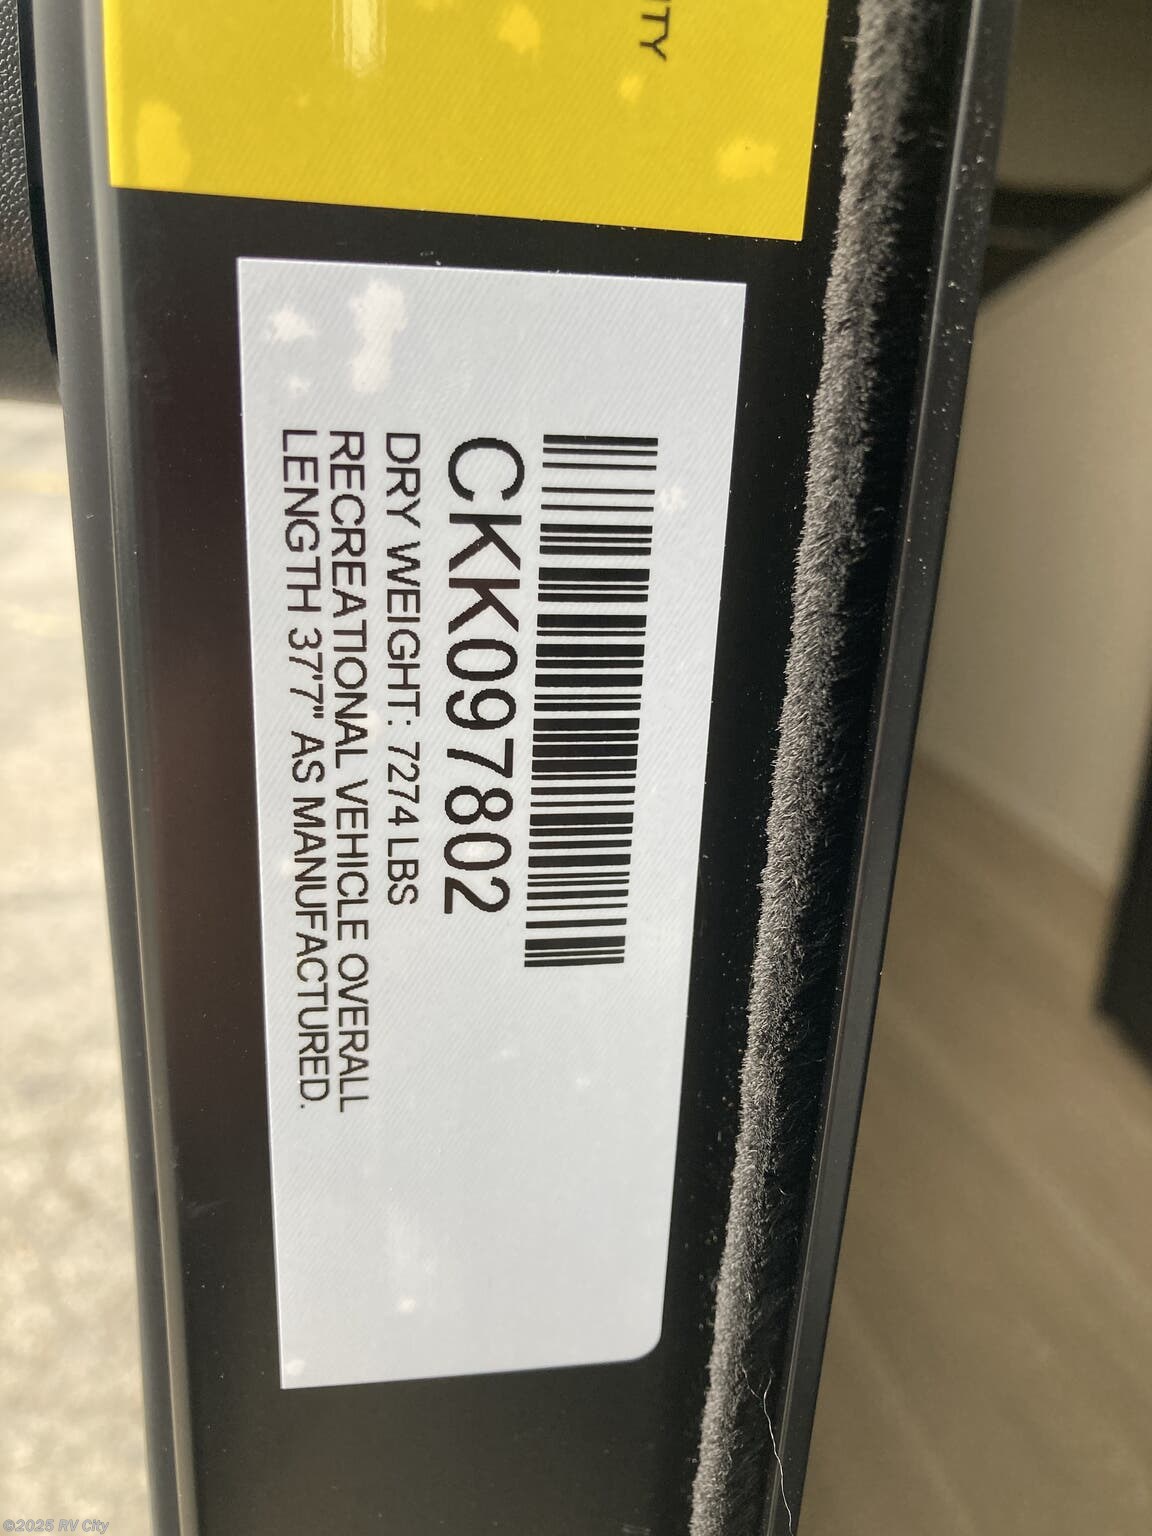 CKK097802
DRY WEIGHT: 7274 LBS
RECREATIONAL VEHICLE OVERALL
LENGTH 37'7" AS MANUFACTURED.
©2025 RV City